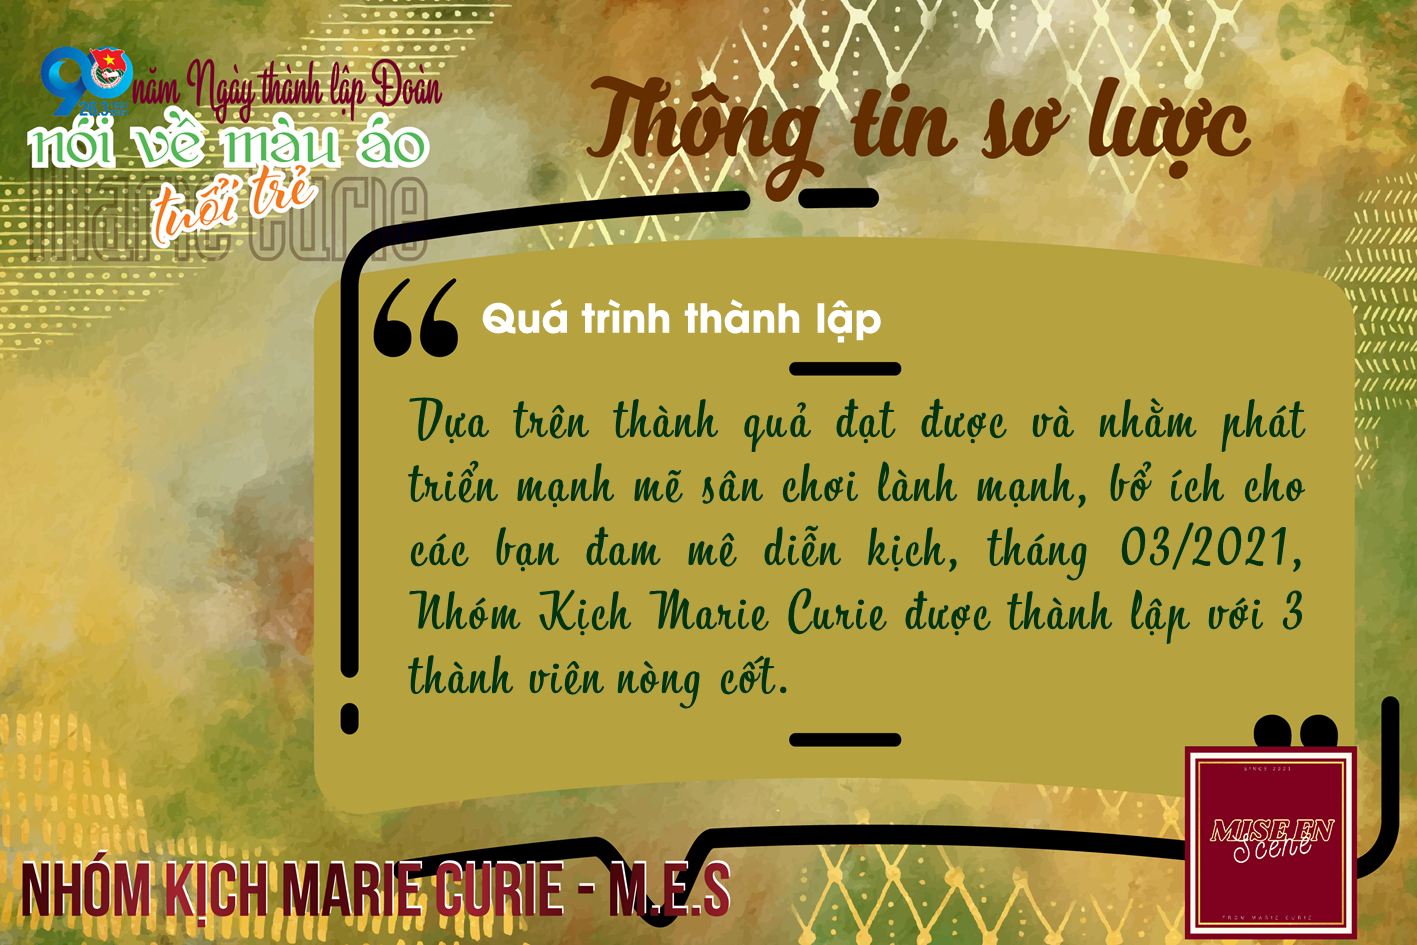 90 năm Ngày thành lập Đoàn
nói về màu áo
tuổi trẻ
Marie Curie
Thông tin sơ lược
Quá trình thành lập
Dựa trên thành quả đạt được và nhằm phát
triển mạnh mẽ sân chơi lành mạnh, bổ ích cho
các bạn đam mê diễn kịch, tháng 03/2021,
Nhóm Kịch Marie Curie được thành lập với 3
thành viên nòng cốt.
SINCE 2021
MISE EN
Scene
FROM MARIE CURIE
NHÓM KỊCH MARIE CURIE - M.E.S